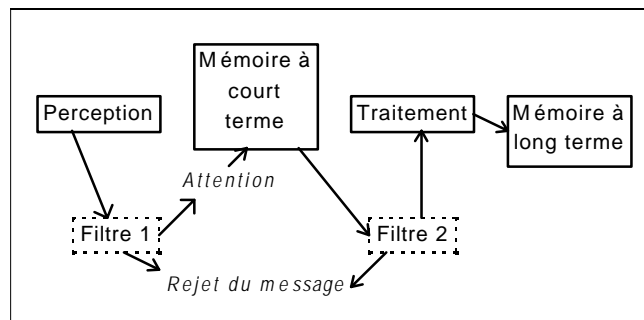 Perception
Mémoire à
court
terme
Traitement
Mémoire à
long terme
Attention
Filtre 1
Filtre 2
Rejet du message